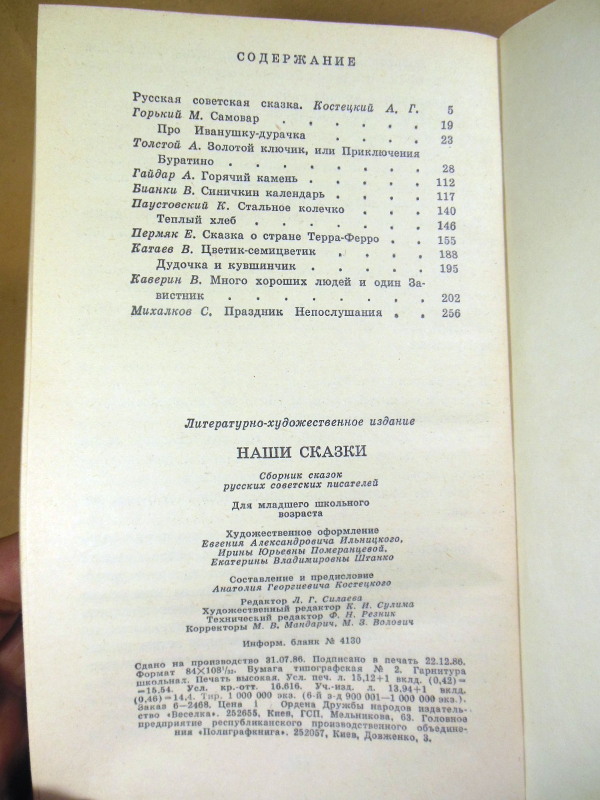 СОДЕРЖАНИЕ
Русская советская сказка. Костецкий А. Г. 5
Горький М. Самовар . . . . . 19
Про Иванушку-дурачка . . . . 23
Толстой А. Золотой ключик, или Приключения
Буратино . . . . . . . . 28
Гайдар А. Горячий камень . . . . . 112
Бианки В. Синичкин календарь . . . . 117
Паустовский К. Стальное колечко . . . 140
Теплый хлеб . . . . . . . 146
Пермяк Е. Сказка о стране Терра-Ферро . . 155
Катаев В. Цветик-семицветик . . . . 188
Дудочка и кувшинчик . . . . . 195
Каверин В. Много хороших людей и один За-
вистник . . . . . . . . 202
Михалков С. Праздник Непослушания . . 256
Литературно-художественное издание
НАШИ СКАЗКИ
Сборник сказок
русских советских писателей
Для младшего школьного
возраста
Художественное оформление
Евгения Александровича Ильницкого,
Ирины Юрьевны Померанцевой,
Екатерины Владимировны Штанко
Составление и предисловие
Анатолия Георгиевича Костецкого
Редактор Л. Г. Силаева
Художественный редактор К. И. Сулима
Технический редактор Ф. Н. Резник
Корректоры М. В. Мандарич, М. З. Волович
Информ. бланк № 4130
Сдано на производство 31.07.86. Подписано в печать 22.12.86.
Формат 84×108¹/₃₂. Бумага типографская № 2. Гарнитура
школьная. Печать высокая. Усл. печ. л. 15,12+1 вкл. (0,42)=
=15,54. Усл. кр.-отт. 16,616. Уч.-изд. л. 13,94+1 вкл.
(0,46)=14,4. Тир. 1 000 000 экз. (6-й з-д 900 001—1 000 000 экз.).
Заказ 6—2468. Цена 1 Ордена Дружбы народов издатель-
ство «Веселка». 252655, Киев, ГСП, Мельникова, 63. Головное
предприятие республиканского производственного объедине-
ния «Полиграфкнига». 252057, Киев, Довженко, 3.